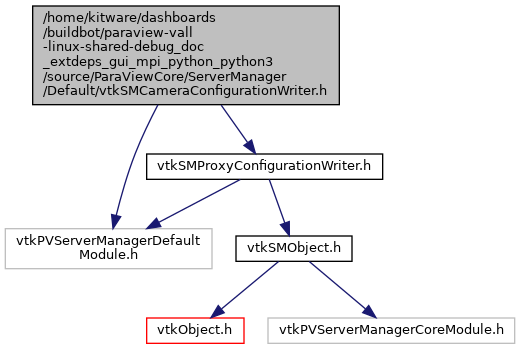 /home/kitware/dashboards
/buildbot/paraview-vall
-linux-shared-debug_doc
_extdeps_gui_mpi_python_python3
/source/ParaViewCore/ServerManager
/Default/vtkSMCameraConfigurationWriter.h
vtkSMProxyConfigurationWriter.h
vtkPVServerManagerDefault
Module.h
vtkSMObject.h
vtkObject.h
vtkPVServerManagerCoreModule.h